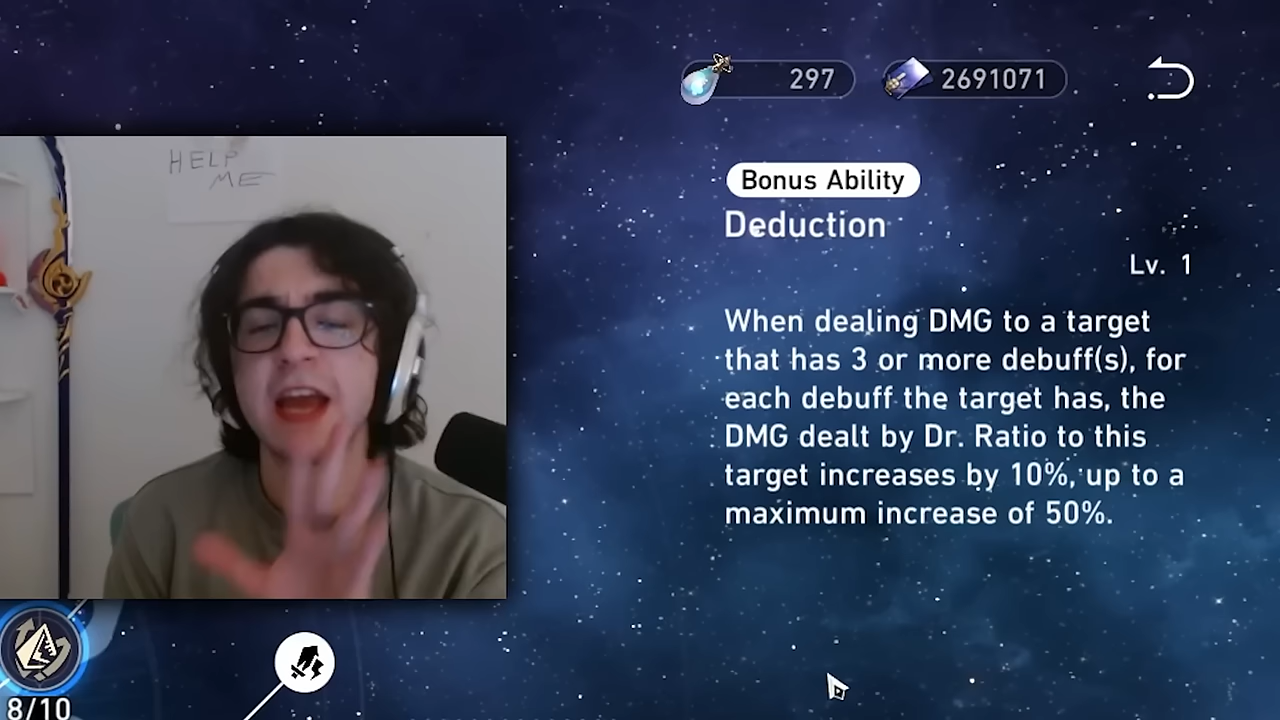 297
2691071
HELP
ME
Bonus Ability
Deduction
Lv. 1
When dealing DMG to a target
that has 3 or more debuff(s), for
each debuff the target has, the
DMG dealt by Dr. Ratio to this
target increases by 10%, up to a
maximum increase of 50%.
8/10